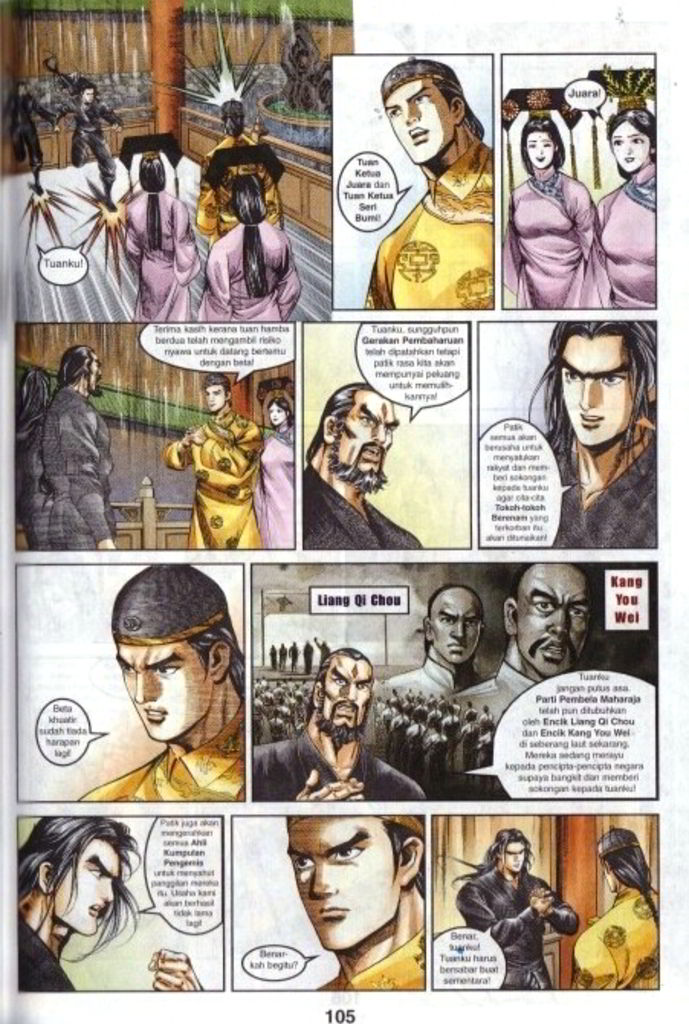 Tuanku!
Tuan
Ketua
Juara dan
Tuan Ketua
Seri
Bumi!
Juara!
Terima kasih kerana tuan hamba
berdua telah mengambil risiko
nyawa untuk datang bertemu
dengan beta!
Tuanku, sungguhpun
Gerakan Pembaharuan
telah dipatahkan tetapi
patik rasa kita akan
mempunyai peluang
untuk memulih-
kannya!
Patik
semua akan
berusaha untuk
menyatukan
rakyat dan mem-
beri sokongan
kepada tuanku
agar cita-cita
Tokoh-tokoh
Berenam yang
terkorban itu
akan ditunaikan!
Beta
khuatir
sudah tiada
harapan
lagi!
Liang Qi Chou
Kang
You
Wei
Tuanku
jangan putus asa.
Parti Pembela Maharaja
telah pun ditubuhkan
oleh Encik Liang Qi Chou
dan Encik Kang You Wei
di seberang laut sekarang.
Mereka sedang merayu
kepada pencipta-pencipta negara
supaya bangkit dan memberi
sokongan kepada tuanku!
Patik juga akan
mengerahkan
semua Ahli
Kumpulan
Pengemis
untuk menyahut
panggilan mereka
itu. Usaha kami
akan berhasil
tidak lama
lagi!
Benar-
kah begitu?
Benar,
tuanku!
Tuanku harus
bersabar buat
sementara!
105